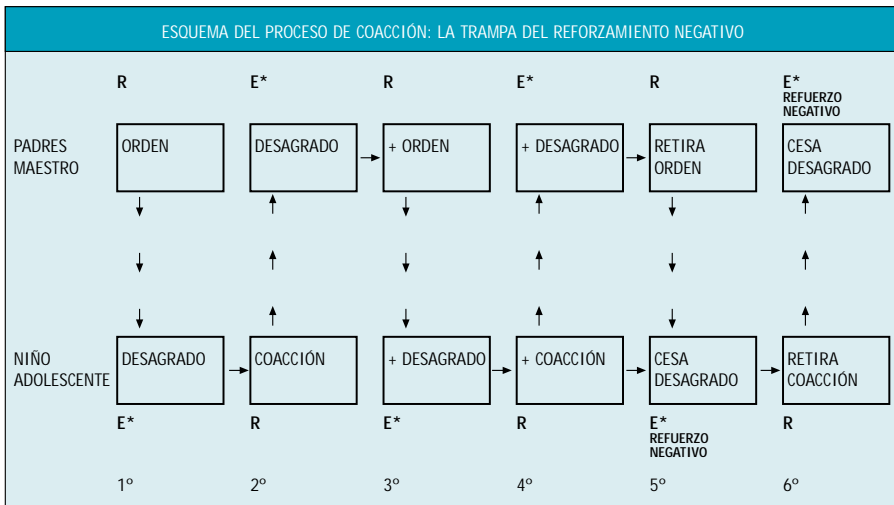 ESQUEMA DEL PROCESO DE COACCIÓN: LA TRAMPA DEL REFORZAMIENTO NEGATIVO
R E* R E* R E*
REFUERZO
NEGATIVO
PADRES
MAESTRO
ORDEN DESAGRADO + ORDEN + DESAGRADO RETIRA
ORDEN CESA
DESAGRADO
NIÑO
ADOLESCENTE
DESAGRADO COACCIÓN + DESAGRADO + COACCIÓN CESA
DESAGRADO RETIRA
COACCIÓN
E* R E* R E*
REFUERZO
NEGATIVO
R
1º 2º 3º 4º 5º 6º